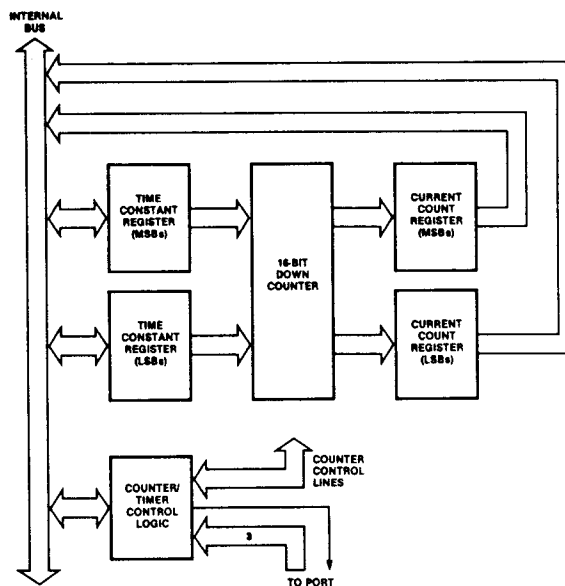 INTERNAL
BUS
TIME
CONSTANT
REGISTER
(MSBs)
16-BIT
DOWN
COUNTER
CURRENT
COUNT
REGISTER
(MSBs)
TIME
CONSTANT
REGISTER
(LSBs)
CURRENT
COUNT
REGISTER
(LSBs)
COUNTER/
TIMER
CONTROL
LOGIC
COUNTER
CONTROL
LINES
3
TO PORT